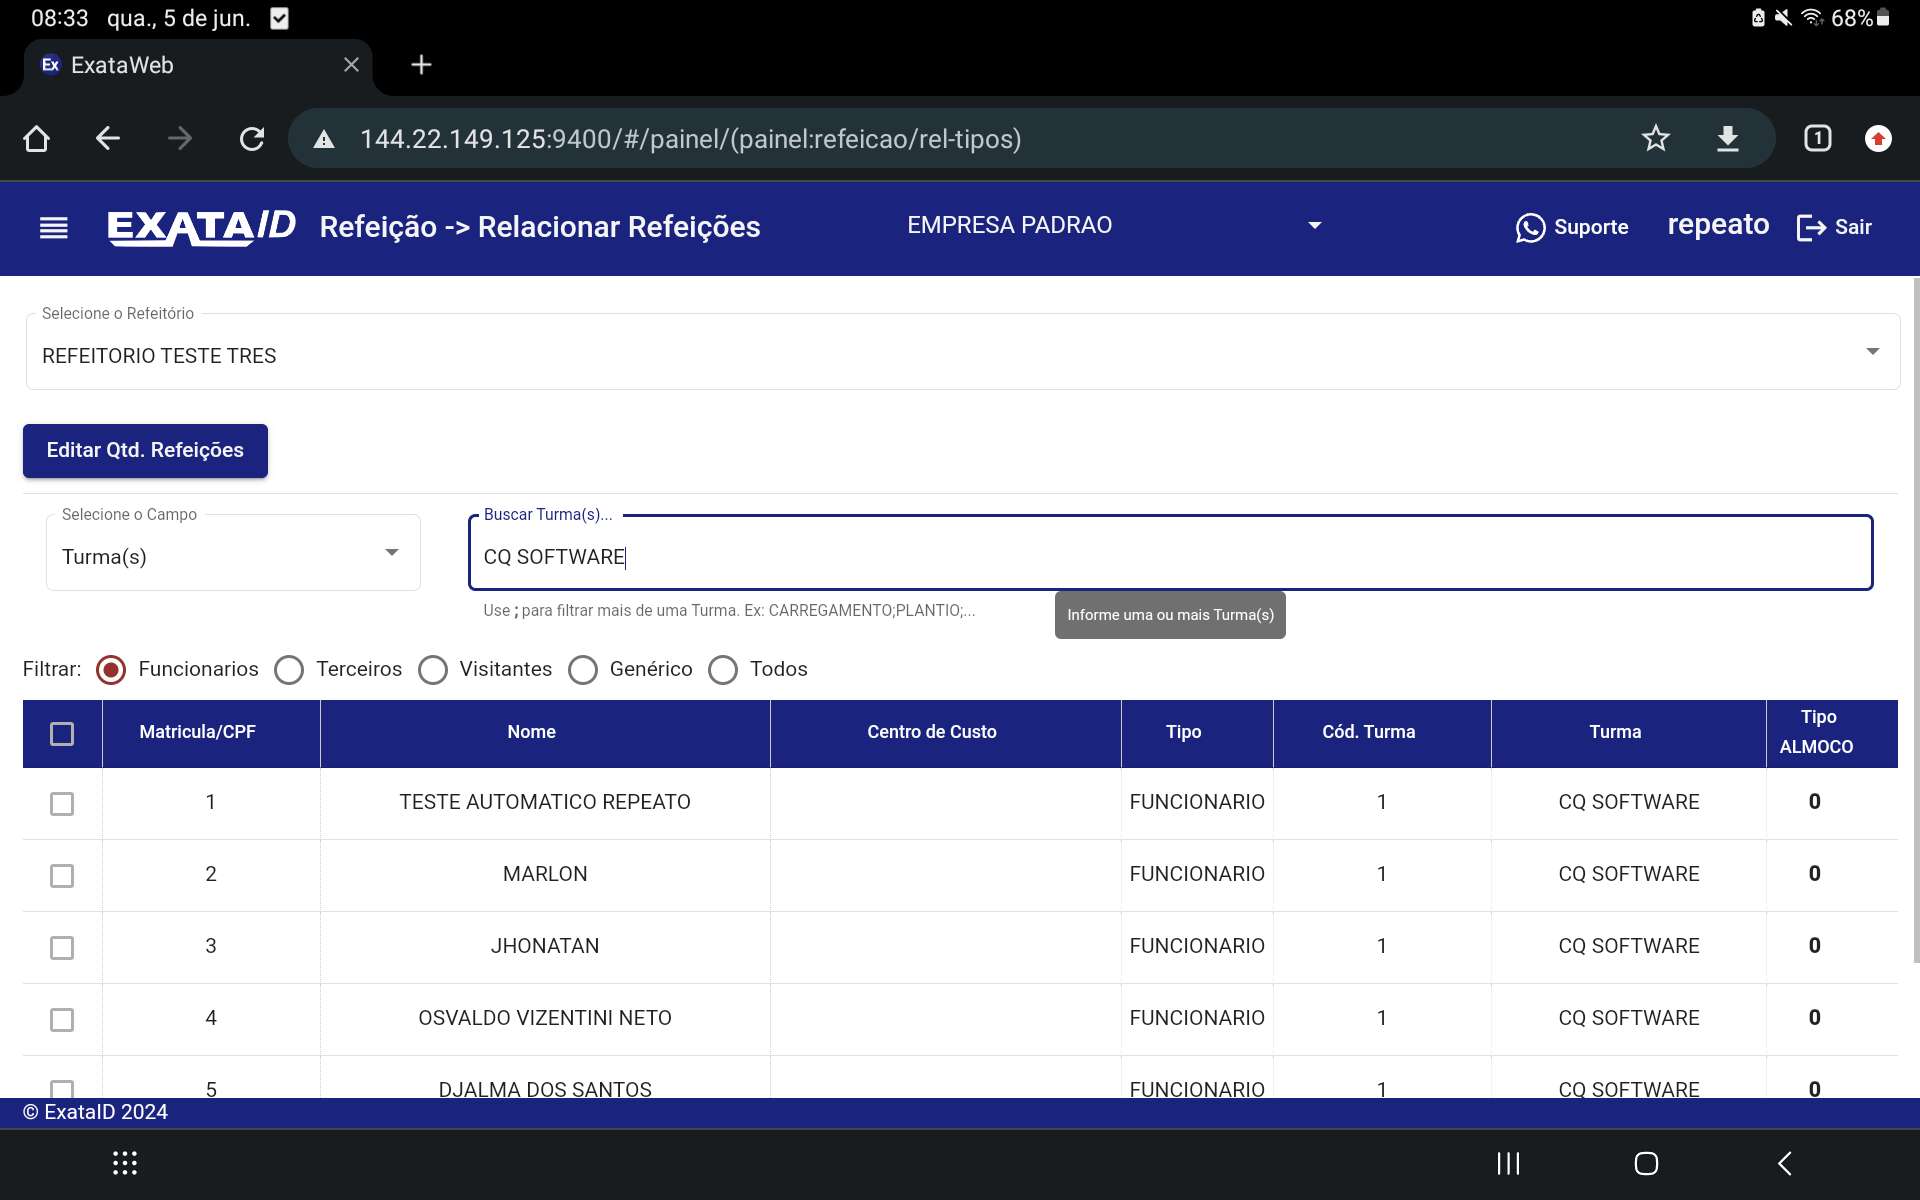 08:33 qua., 5 de jun. 68%
Ex ExataWeb
144.22.149.125:9400/#/painel/(painel:refeicao/rel-tipos) 1
EXATAID Refeição -> Relacionar Refeições EMPRESA PADRAO Suporte repeato Sair
Selecione o Refeitório
REFEITORIO TESTE TRES
Editar Qtd. Refeições
Selecione o Campo Buscar Turma(s)...
Turma(s) CQ SOFTWARE
Use ; para filtrar mais de uma Turma. Ex: CARREGAMENTO;PLANTIO;... Informe uma ou mais Turma(s)
Filtrar: Funcionarios Terceiros Visitantes Genérico Todos
Matricula/CPF Nome Centro de Custo Tipo Cód. Turma Turma Tipo
ALMOCO
1 TESTE AUTOMATICO REPEATO FUNCIONARIO 1 CQ SOFTWARE 0
2 MARLON FUNCIONARIO 1 CQ SOFTWARE 0
3 JHONATAN FUNCIONARIO 1 CQ SOFTWARE 0
4 OSVALDO VIZENTINI NETO FUNCIONARIO 1 CQ SOFTWARE 0
5 DJALMA DOS SANTOS FUNCIONARIO 1 CQ SOFTWARE 0
© ExataID 2024